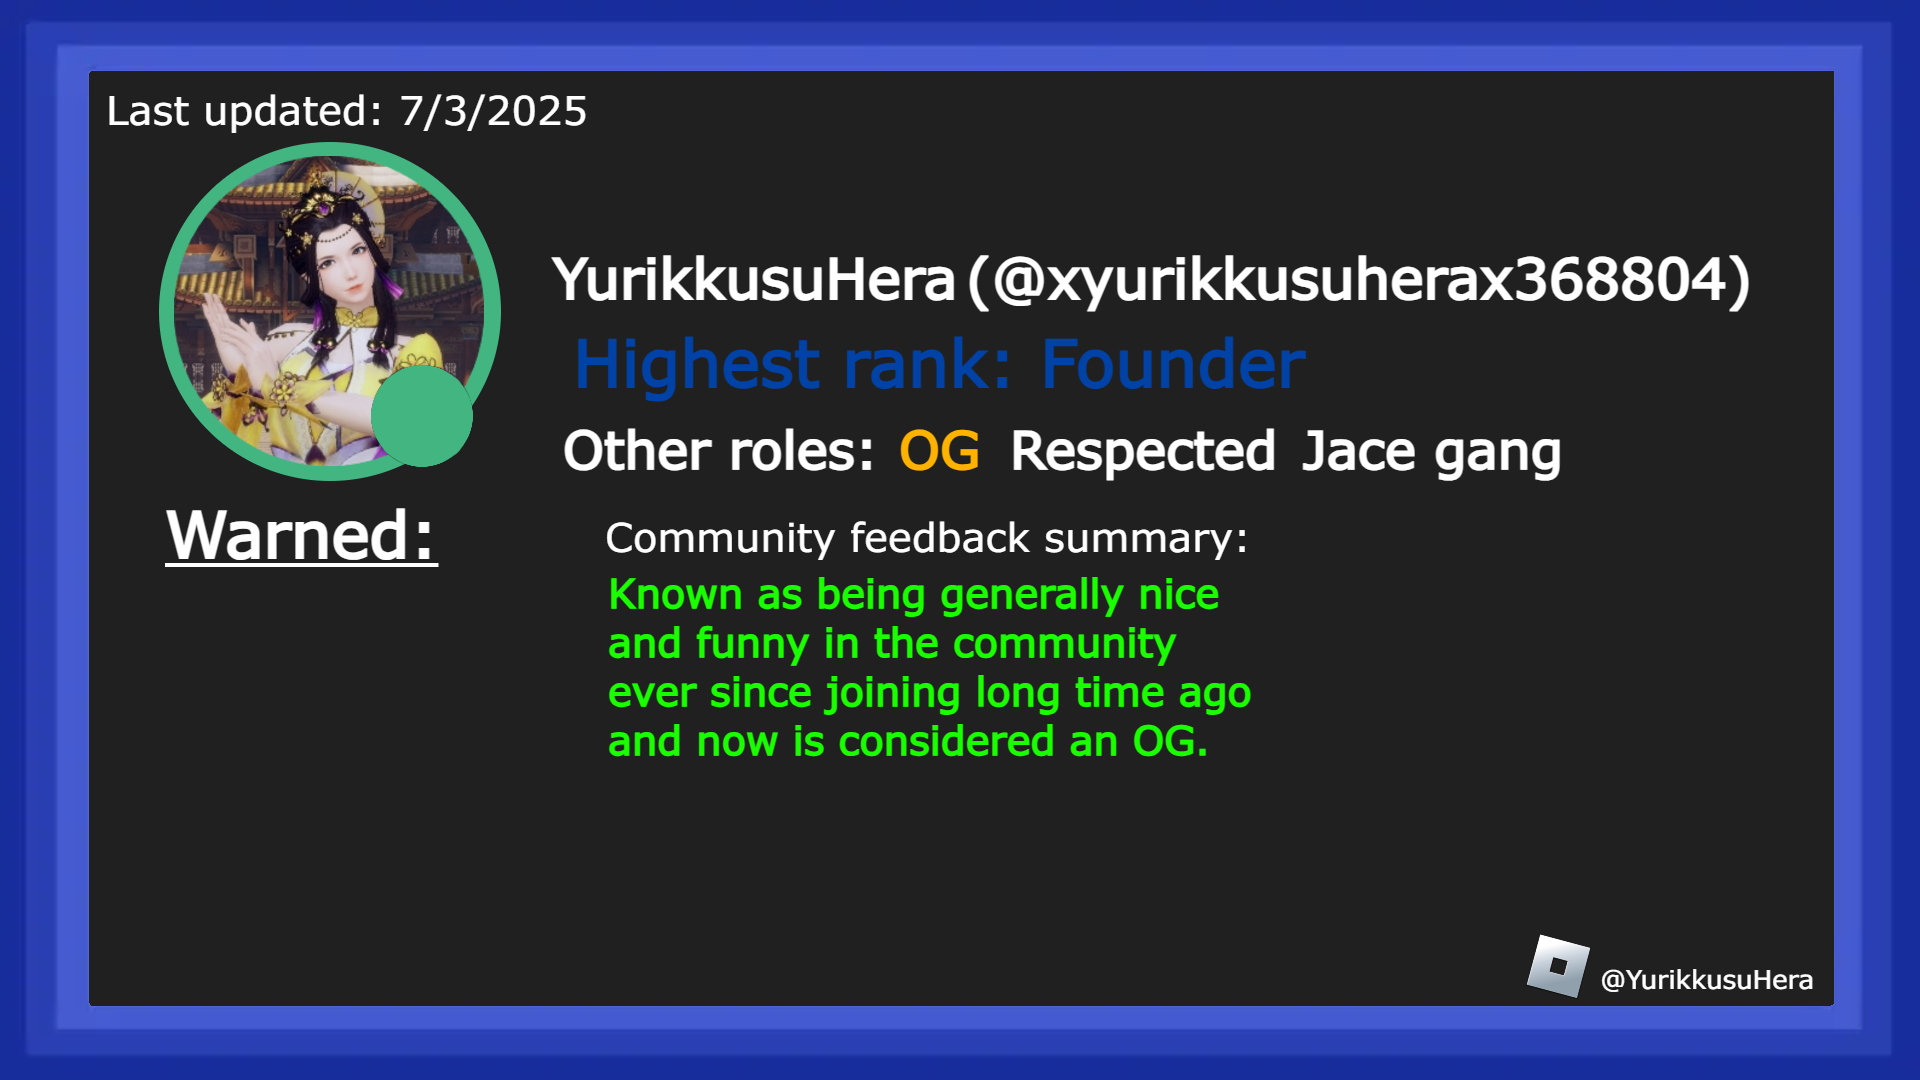 Last updated: 7/3/2025
YurikkusuHera (@xyurikkusuherax368804)
Highest rank: Founder
Other roles: OG Respected Jace gang
Warned:
Community feedback summary:
Known as being generally nice
and funny in the community
ever since joining long time ago
and now is considered an OG.
@YurikkusuHera